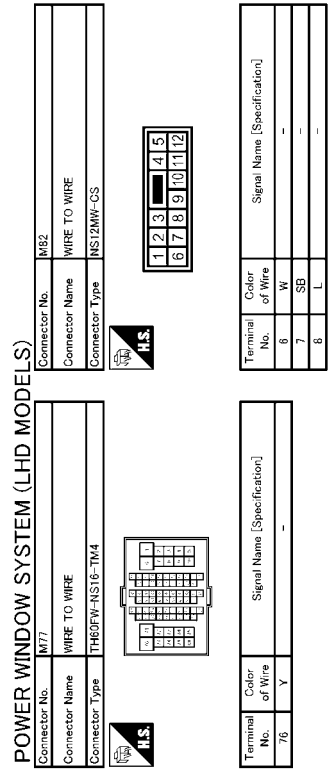 POWER WINDOW SYSTEM (LHD MODELS)
Connector No. M77
Connector Name WIRE TO WIRE
Connector Type TH60FW-NS16-TM4
H.S.
Terminal No. Color of Wire Signal Name [Specification]
76 Y -
Connector No. M82
Connector Name WIRE TO WIRE
Connector Type NS12MW-CS
H.S.
1 2 3 4 5
6 7 8 9 10 11 12
Terminal No. Color of Wire Signal Name [Specification]
6 W -
7 SB -
8 L -